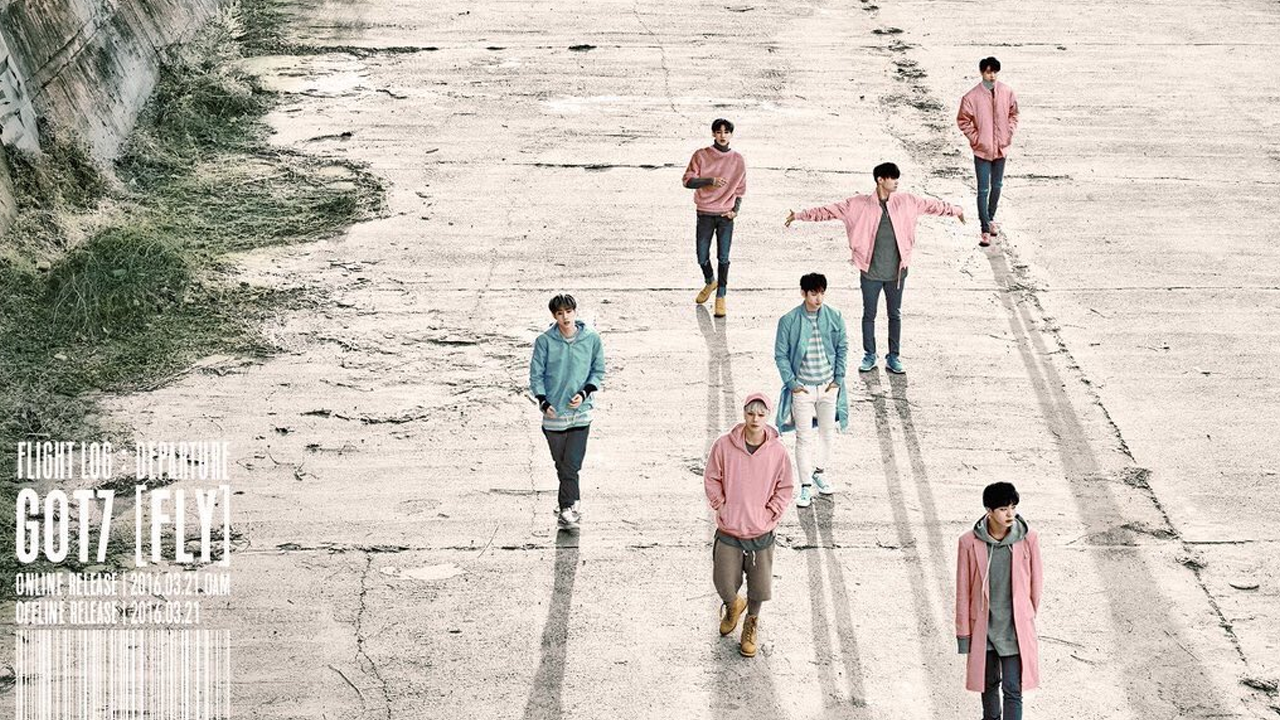 FLIGHT LOG : DEPARTURE
GOT7 [FLY]
ONLINE RELEASE | 2016.03.21 0AM
OFFLINE RELEASE | 2016.03.21